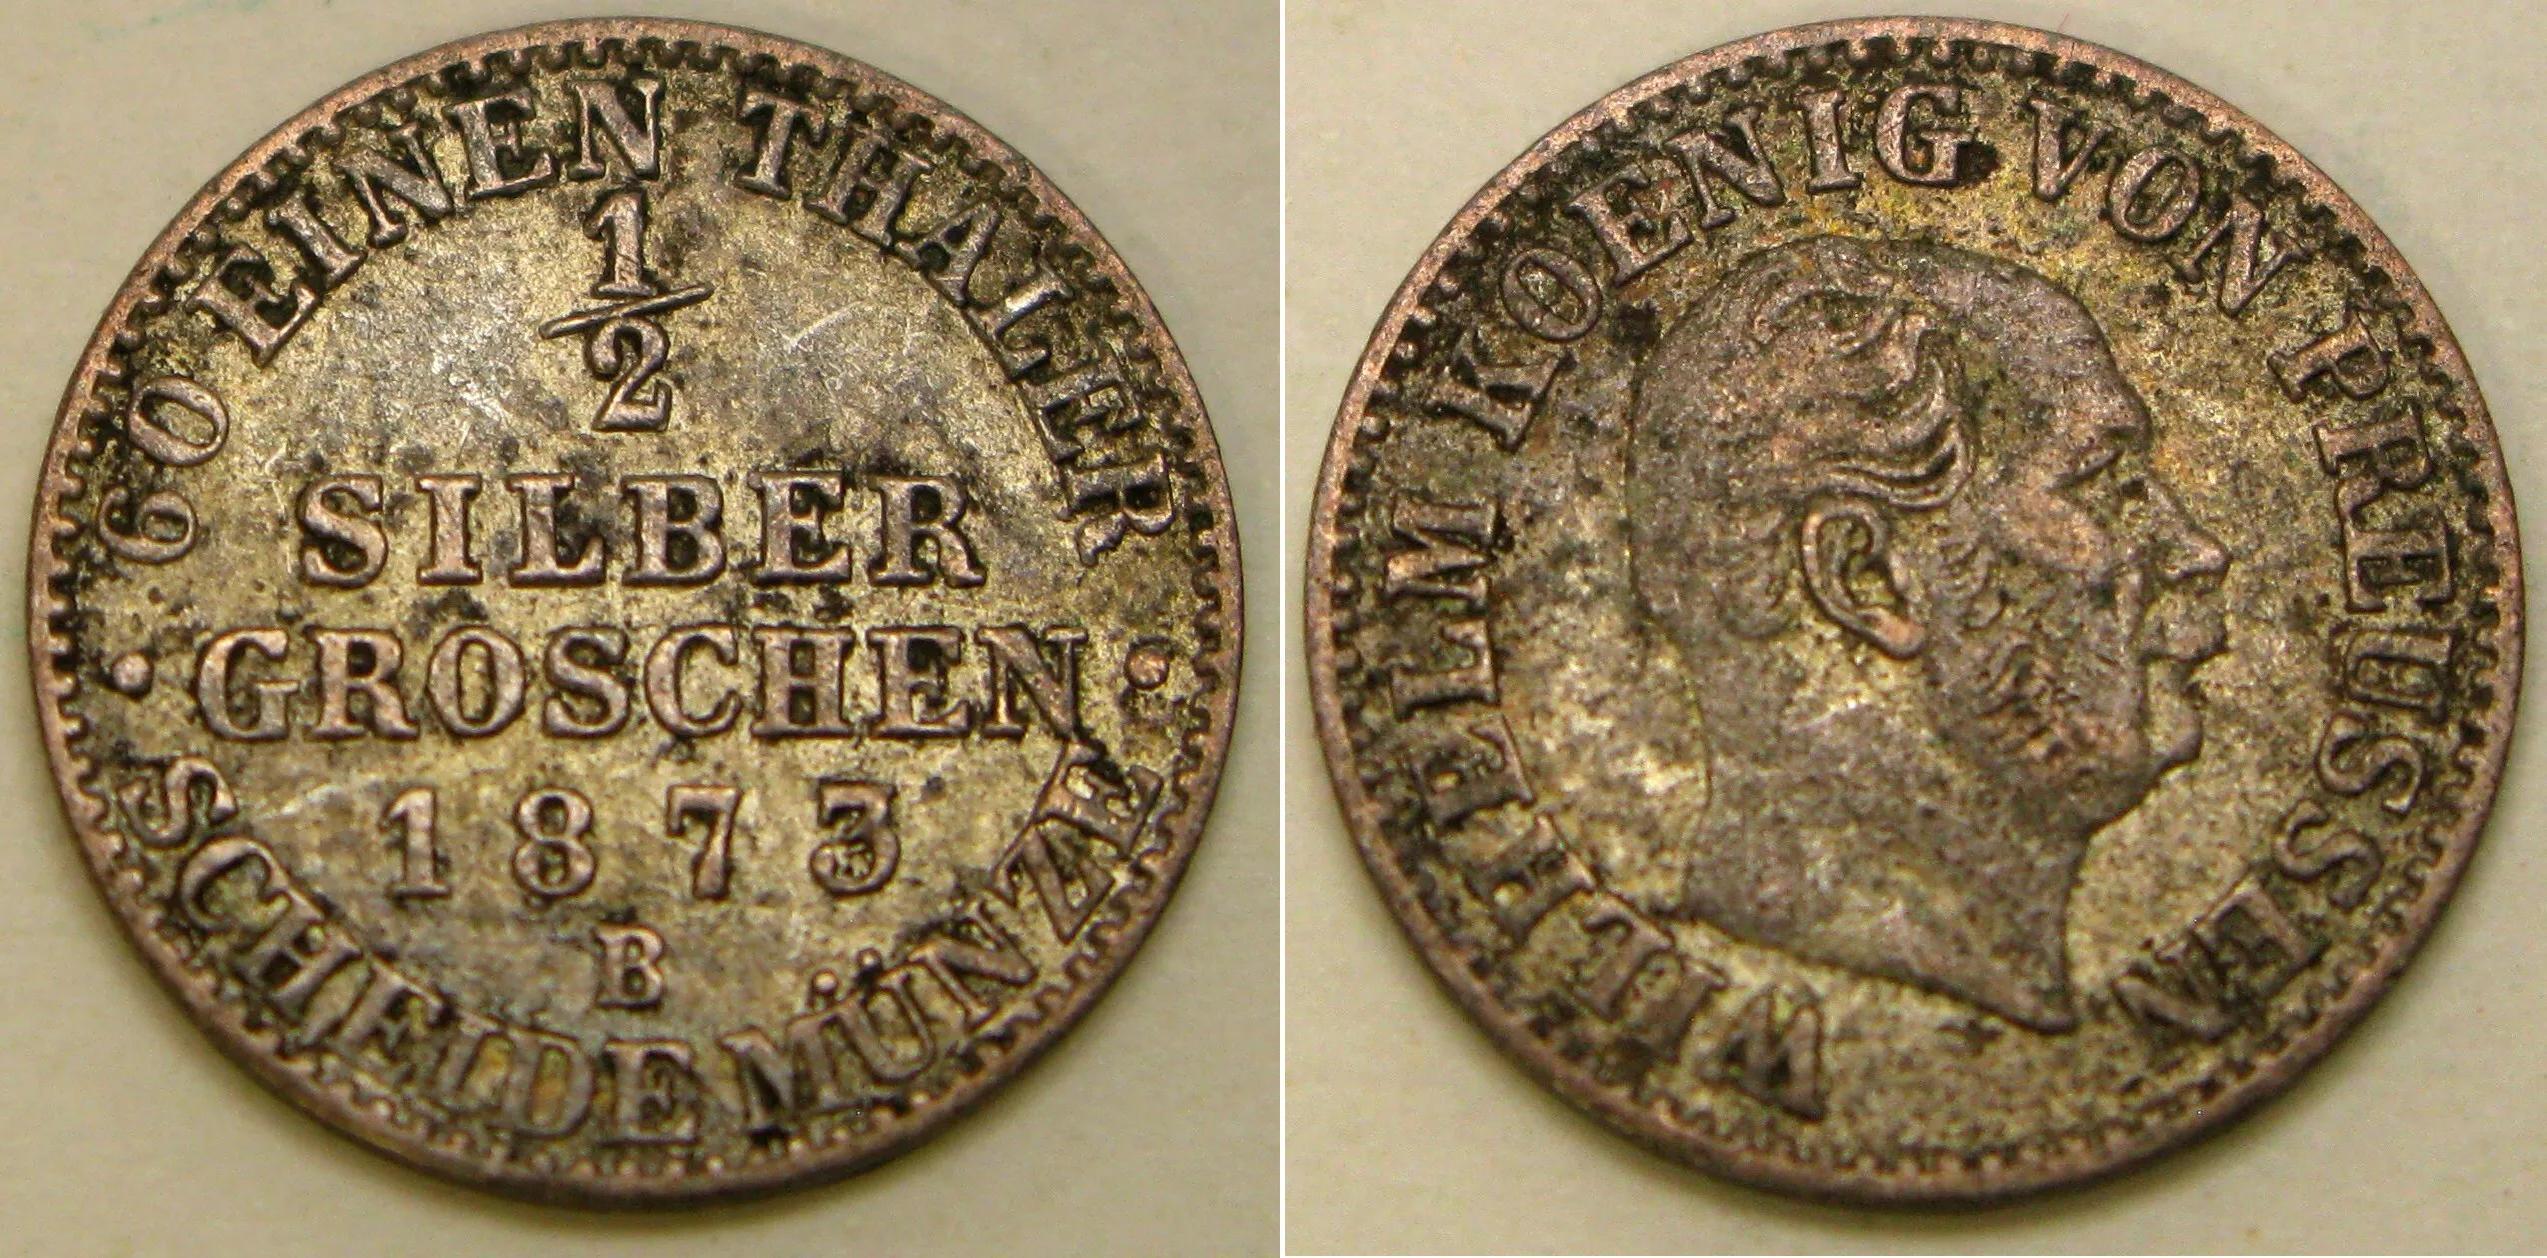 60 EINEN THALER
1/2
SILBER
GROSCHEN
1873
B
SCHEIDEMÜNZE
WILHELM KOENIG VON PREUSSEN